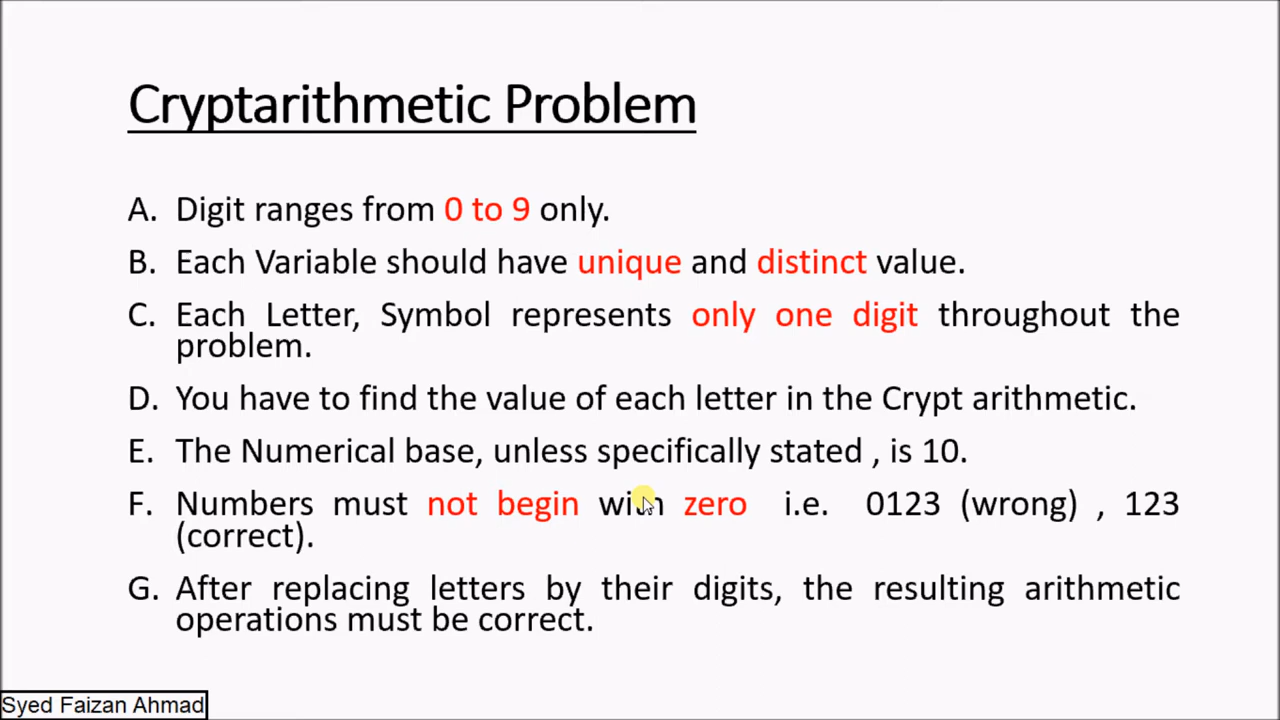 Cryptarithmetic Problem
A. Digit ranges from 0 to 9 only.
B. Each Variable should have unique and distinct value.
C. Each Letter, Symbol represents only one digit throughout the
problem.
D. You have to find the value of each letter in the Crypt arithmetic.
E. The Numerical base, unless specifically stated , is 10.
F. Numbers must not begin with zero i.e. 0123 (wrong) , 123
(correct).
G. After replacing letters by their digits, the resulting arithmetic
operations must be correct.
Syed Faizan Ahmad